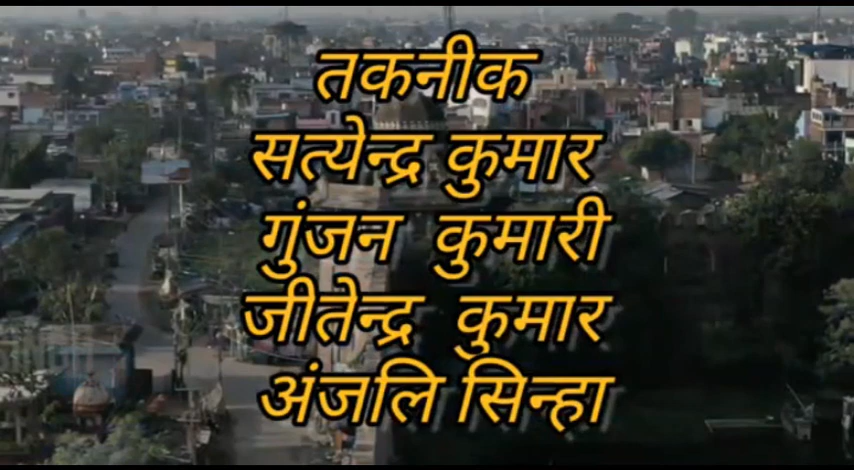 तकनीक
सत्येन्द्र कुमार
गुंजन कुमारी
जीतेन्द्र कुमार
अंजलि सिन्हा